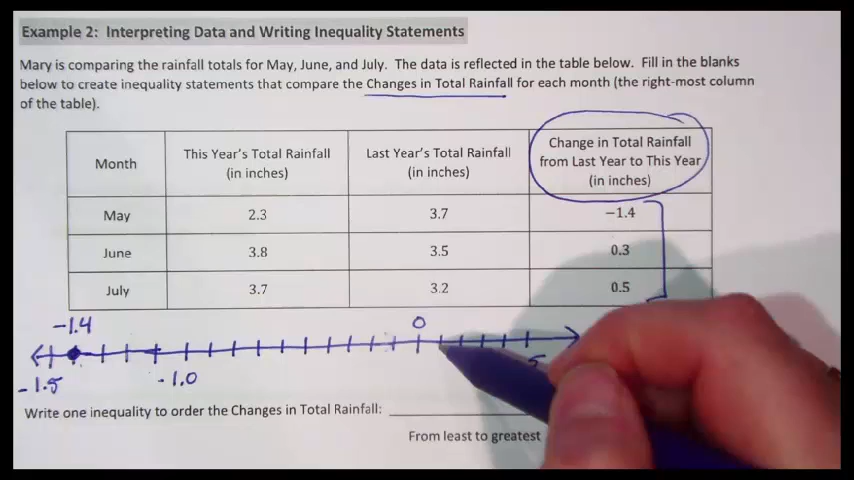 Example 2: Interpreting Data and Writing Inequality Statements
Mary is comparing the rainfall totals for May, June, and July. The data is reflected in the table below. Fill in the blanks
below to create inequality statements that compare the Changes in Total Rainfall for each month (the right-most column
of the table).
Month
This Year's Total Rainfall
(in inches)
Last Year's Total Rainfall
(in inches)
Change in Total Rainfall
from Last Year to This Year
(in inches)
May 2.3 3.7 −1.4
June 3.8 3.5 0.3
July 3.7 3.2 0.5
-1.4 0
-1.5 -1.0
Write one inequality to order the Changes in Total Rainfall:
From least to greatest